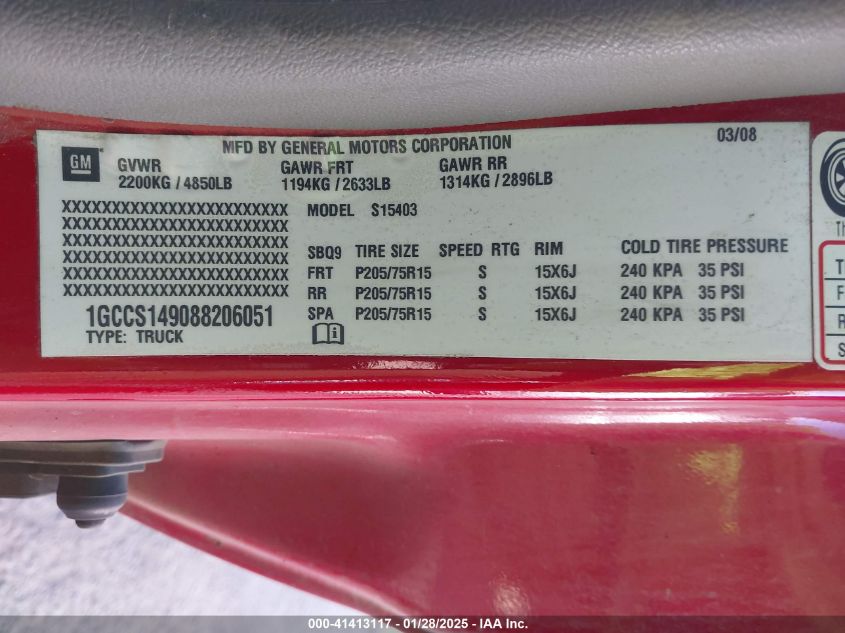 MFD BY GENERAL MOTORS CORPORATION 03/08
GM
GVWR GAWR FRT GAWR RR
2200KG / 4850LB 1194KG / 2633LB 1314KG / 2896LB
XXXXXXXXXXXXXXXXXXXXXXXXX MODEL S15403
XXXXXXXXXXXXXXXXXXXXXXXXX
XXXXXXXXXXXXXXXXXXXXXXXXX
XXXXXXXXXXXXXXXXXXXXXXXXX SBQ9 TIRE SIZE SPEED RTG RIM COLD TIRE PRESSURE
XXXXXXXXXXXXXXXXXXXXXXXXX FRT P205/75R15 S 15X6J 240 KPA 35 PSI
XXXXXXXXXXXXXXXXXXXXXXXXX RR P205/75R15 S 15X6J 240 KPA 35 PSI
1GCCS149088206051 SPA P205/75R15 S 15X6J 240 KPA 35 PSI
TYPE: TRUCK
Th
T
F
R
S
000-41413117 - 01/28/2025 - IAA Inc.